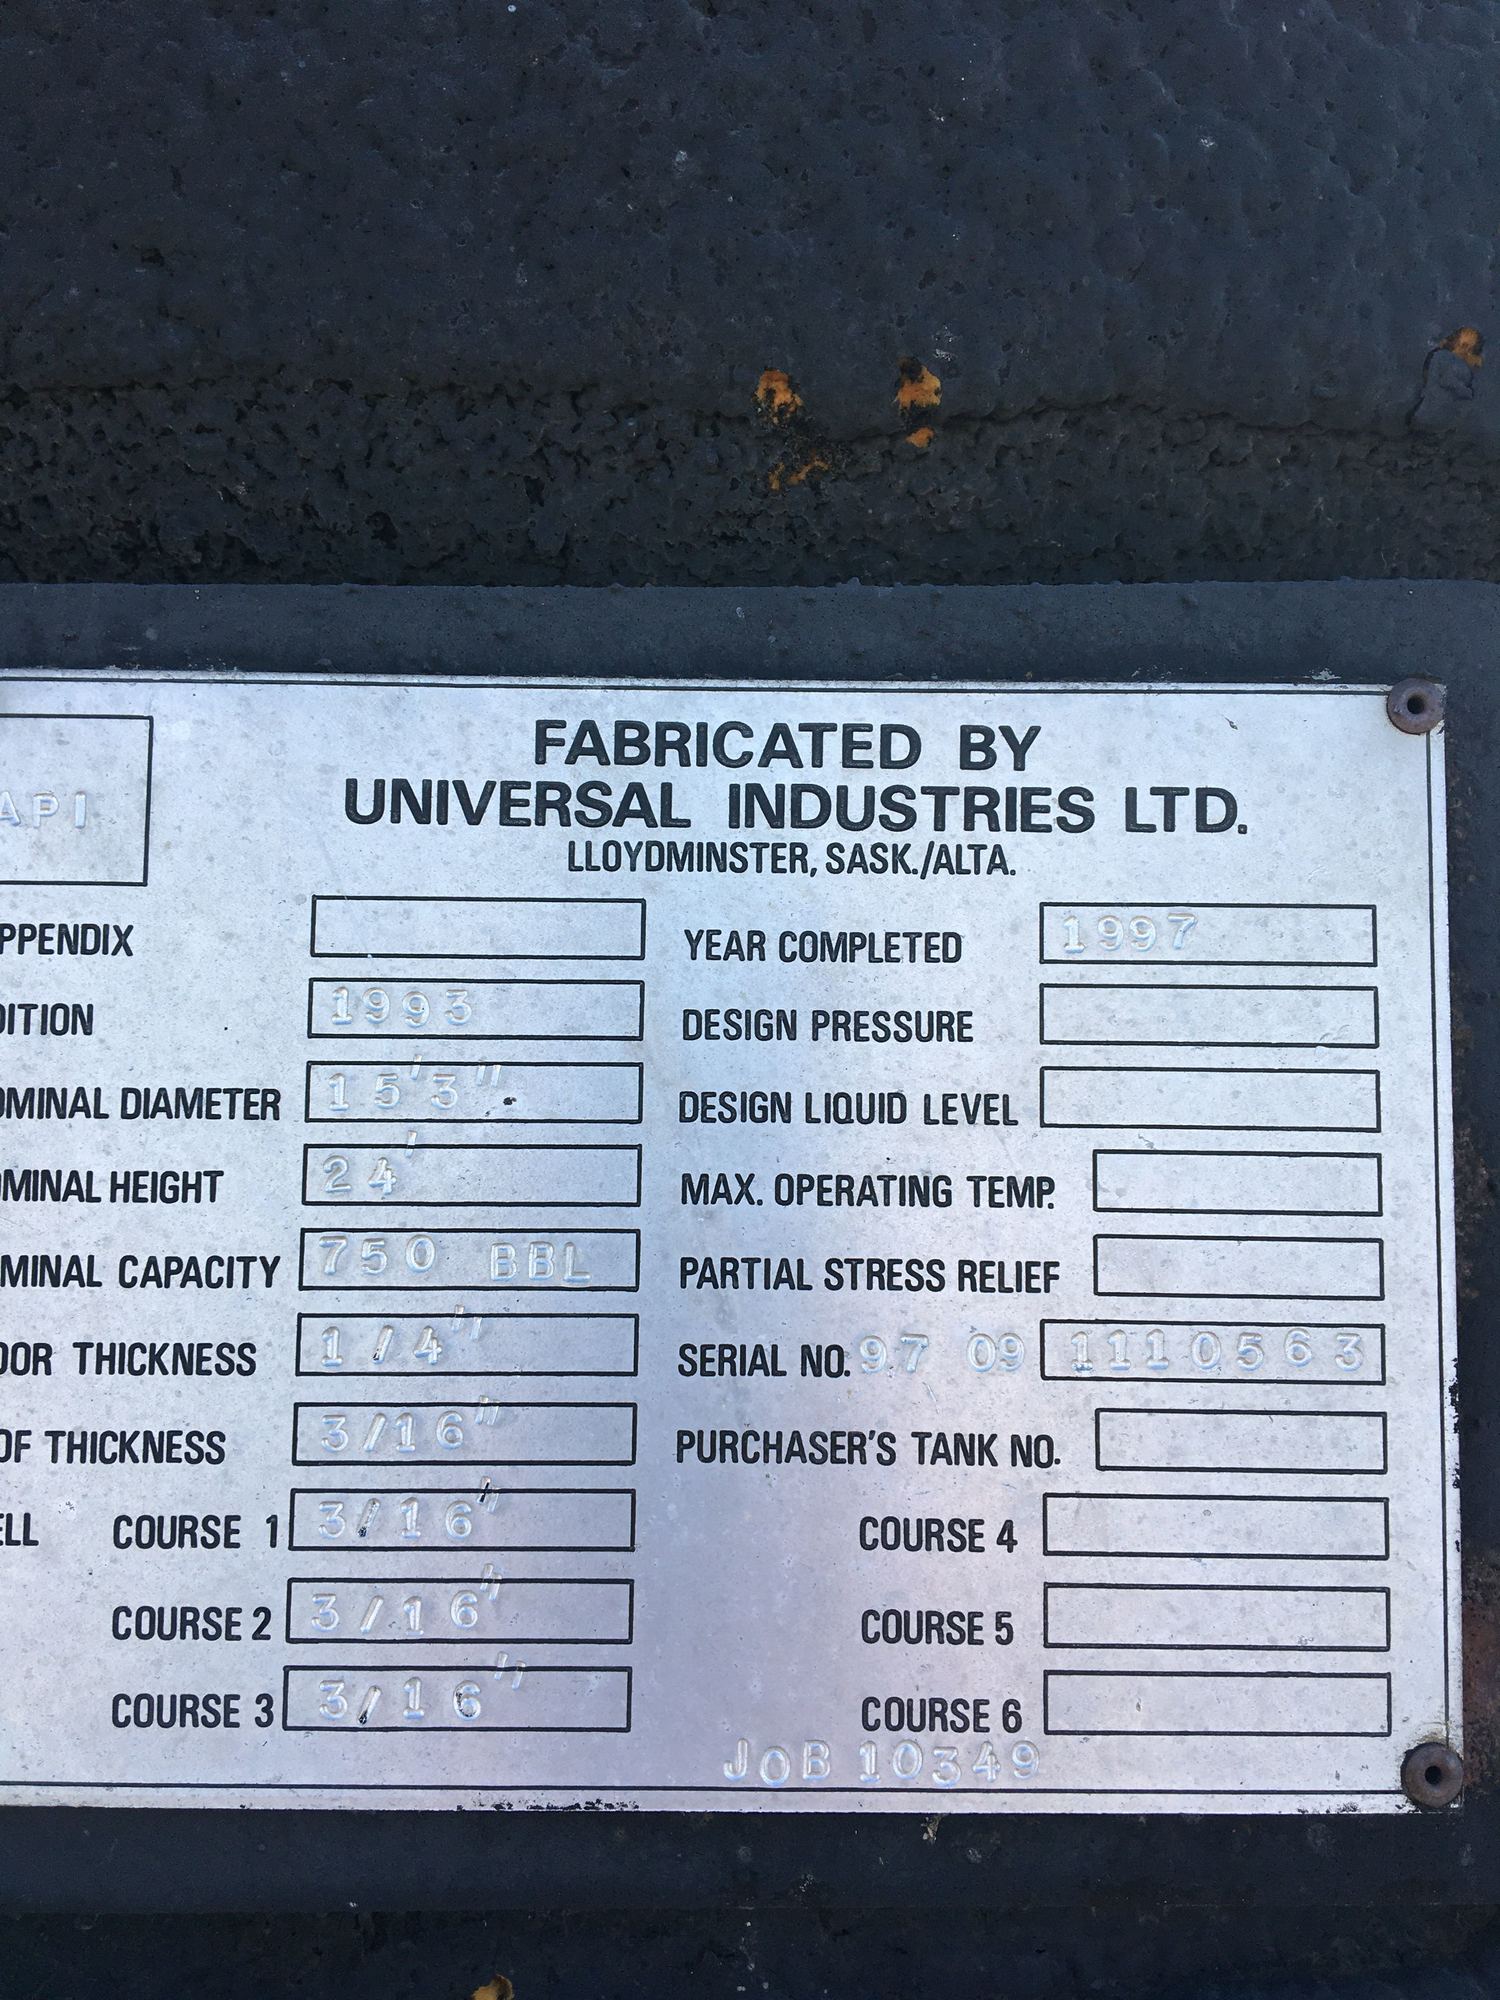 FABRICATED BY
UNIVERSAL INDUSTRIES LTD.
LLOYDMINSTER, SASK./ALTA.
API
PPENDIX
YEAR COMPLETED 1997
DITION 1993
DESIGN PRESSURE
OMINAL DIAMETER 15'3"
DESIGN LIQUID LEVEL
OMINAL HEIGHT 24'
MAX. OPERATING TEMP.
MINAL CAPACITY 750 BBL
PARTIAL STRESS RELIEF
OOR THICKNESS 1/4"
SERIAL NO. 97 09 1110563
OF THICKNESS 3/16"
PURCHASER'S TANK NO.
ELL COURSE 1 3/16"
COURSE 4
COURSE 2 3/16"
COURSE 5
COURSE 3 3/16"
COURSE 6
JOB 10349